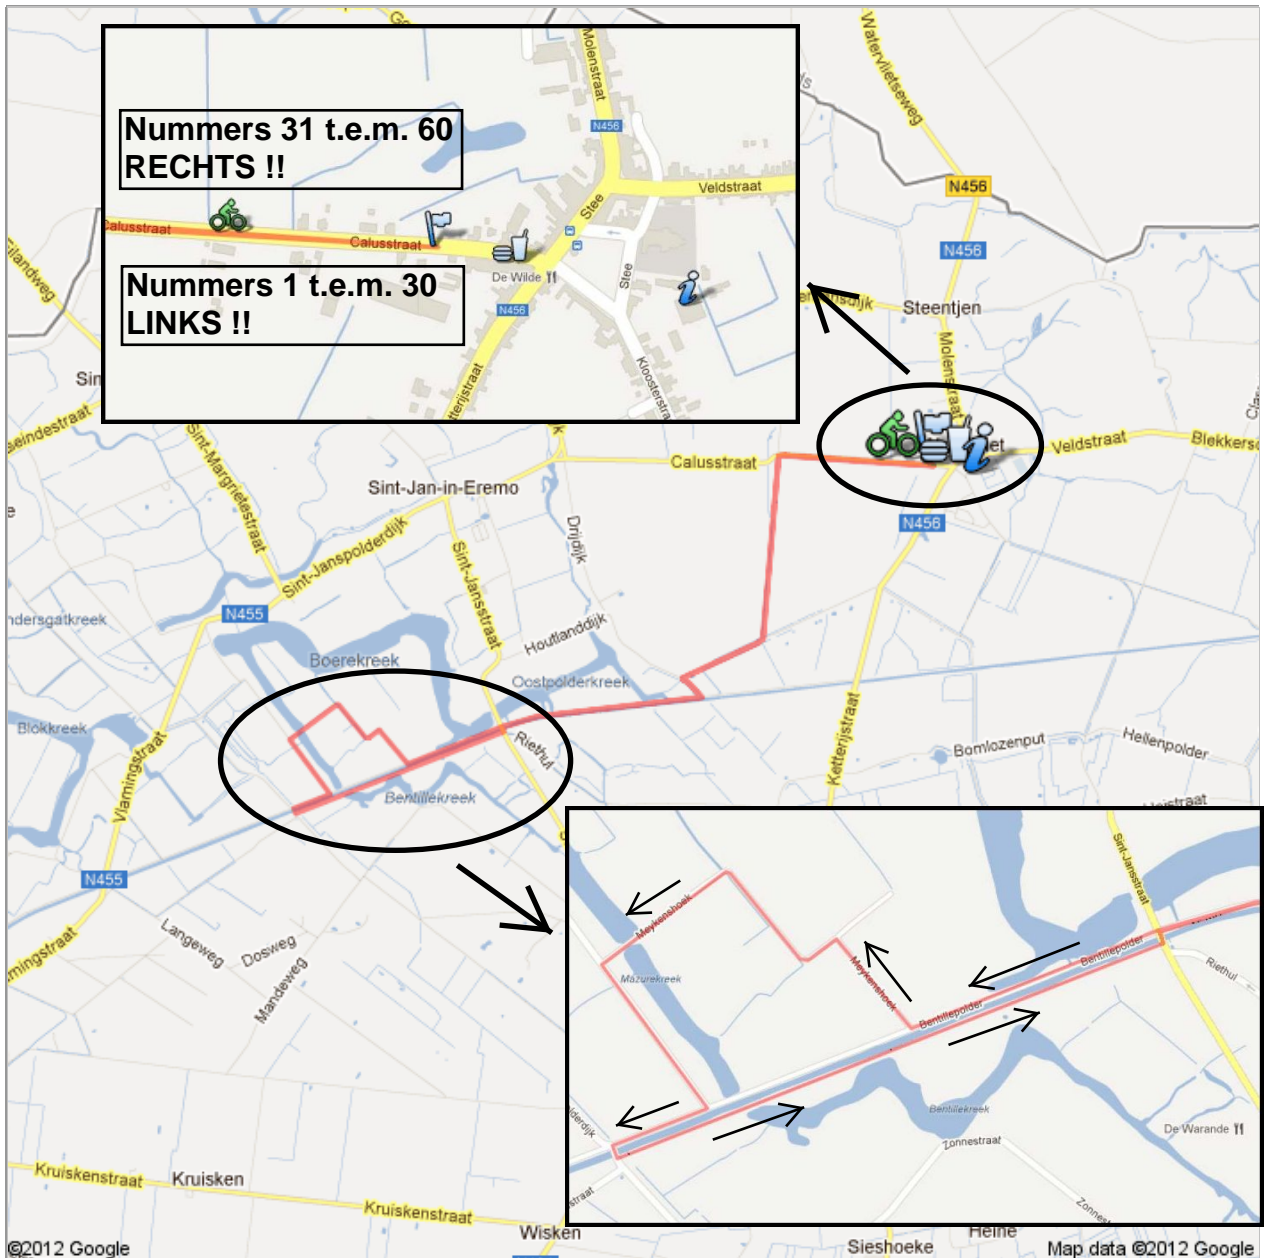 Nummers 31 t.e.m. 60
RECHTS !!
Nummers 1 t.e.m. 30
LINKS !!
Molenstraat
N456
Veldstraat
Stee
Calusstraat
Calusstraat
De Wilde
Stee
N456
Watervlietseweg
N456
N456
Steentjen
Molenstraat
Veldstraat
Calusstraat
N456
Sint-Margrietestraat
Sint-Jan-in-Eremo
Sint-Janspolderdijk
Drijdijk
Sint-Jansstraat
N455
Houtlanddijk
Boerekreek
Oostpolderkreek
Blokkreek
Riethul
Vlamingstraat
Ketterijstraat
Bomlozenput
Hellenpolder
Bentillekreek
N455
Langeweg
Dosweg
Mandeweg
Sint-Jansstraat
Meykenshoek
Mazurekreek
Meykenshoek
Bentillepolder
Bentillepolder
Riethul
Bentillekreek
De Warande
Zonnestraat
Kruiskenstraat
Kruisken
Kruiskenstraat
Wisken
Sieshoeke
Heine
©2012 Google
Map data ©2012 Google